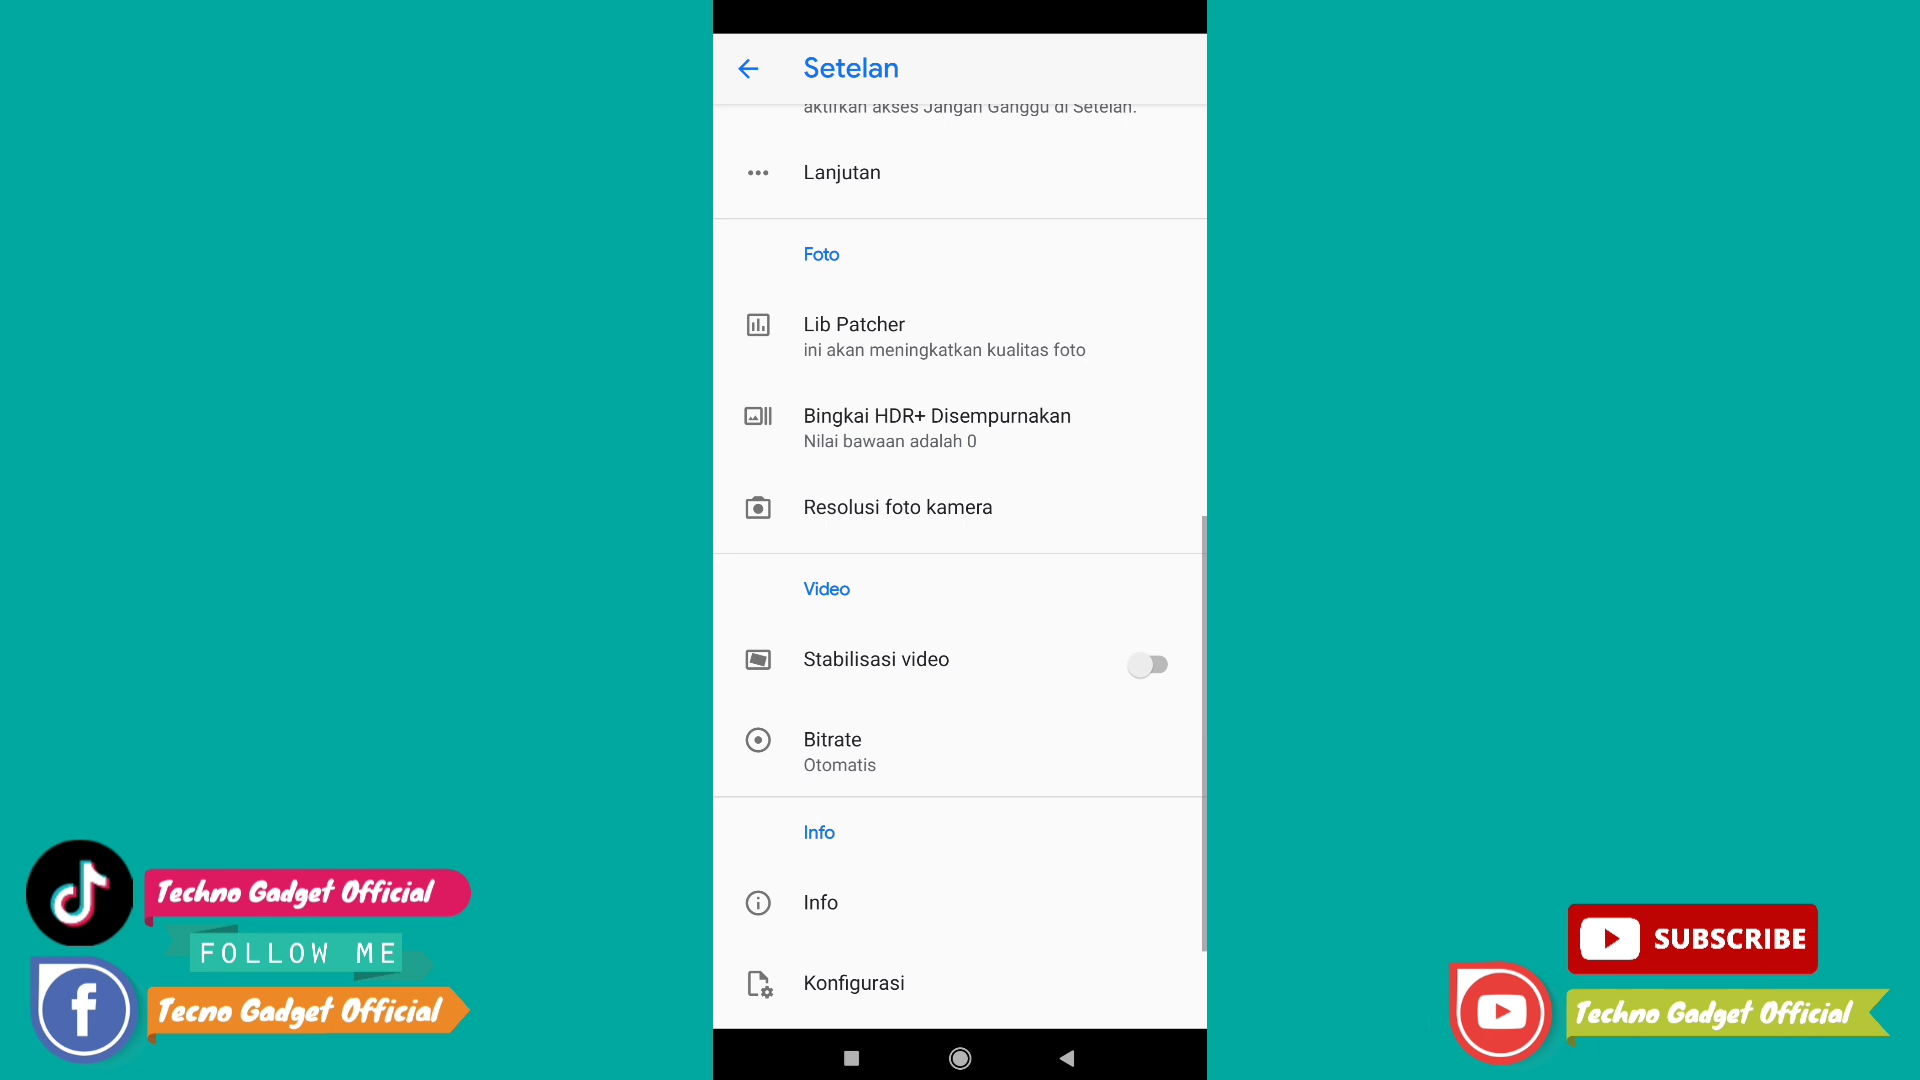 Setelan
aktifkan akses Jangan Ganggu di Setelan.
Lanjutan
Foto
Lib Patcher
ini akan meningkatkan kualitas foto
Bingkai HDR+ Disempurnakan
Nilai bawaan adalah 0
Resolusi foto kamera
Video
Stabilisasi video
Bitrate
Otomatis
Info
Info
Konfigurasi
Techno Gadget Official
FOLLOW ME
Tecno Gadget Official
SUBSCRIBE
Techno Gadget Official